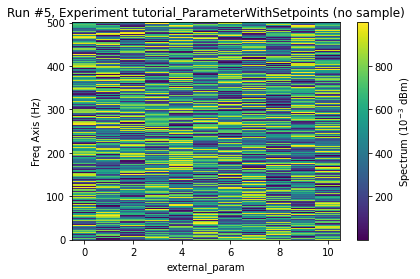 Run #5, Experiment tutorial_ParameterWithSetpoints (no sample)
500
400
300
200
100
0
Freq Axis (Hz)
0 2 4 6 8 10
external_param
800
600
400
200
Spectrum (10⁻³ dBm)